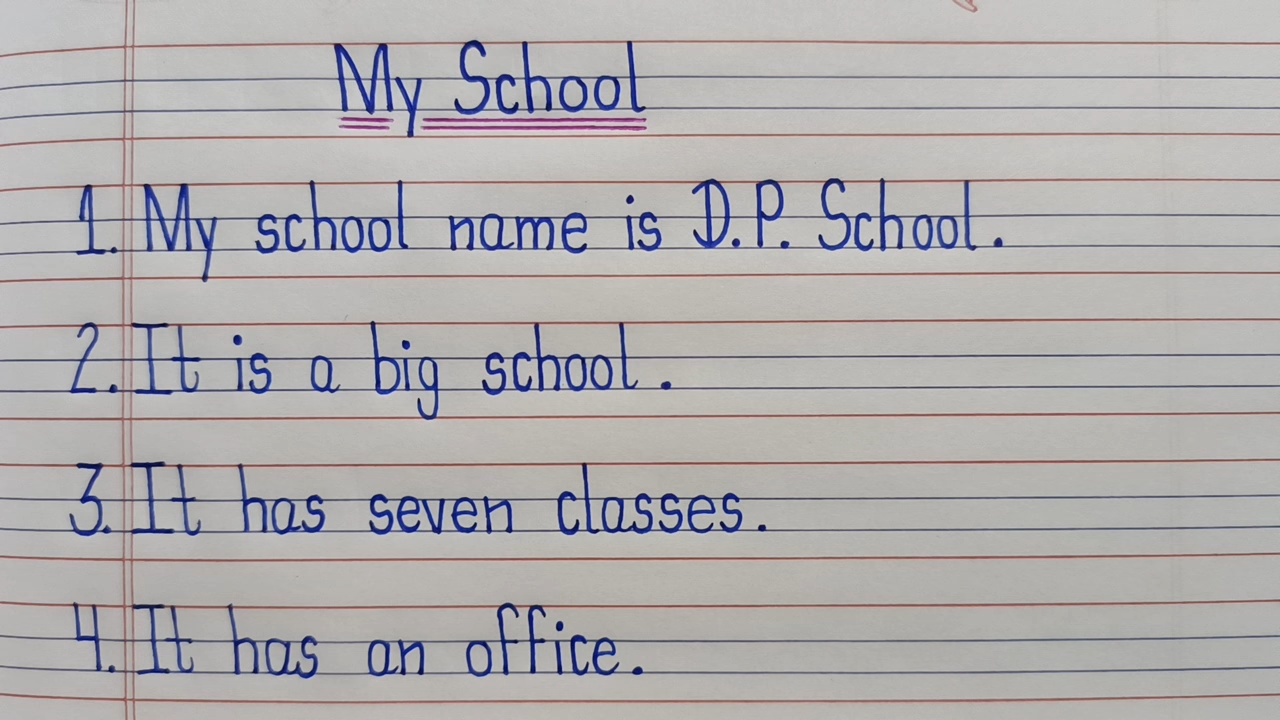 My School
1. My school name is D.P. School.
2. It is a big school.
3. It has seven classes.
4. It has an office.